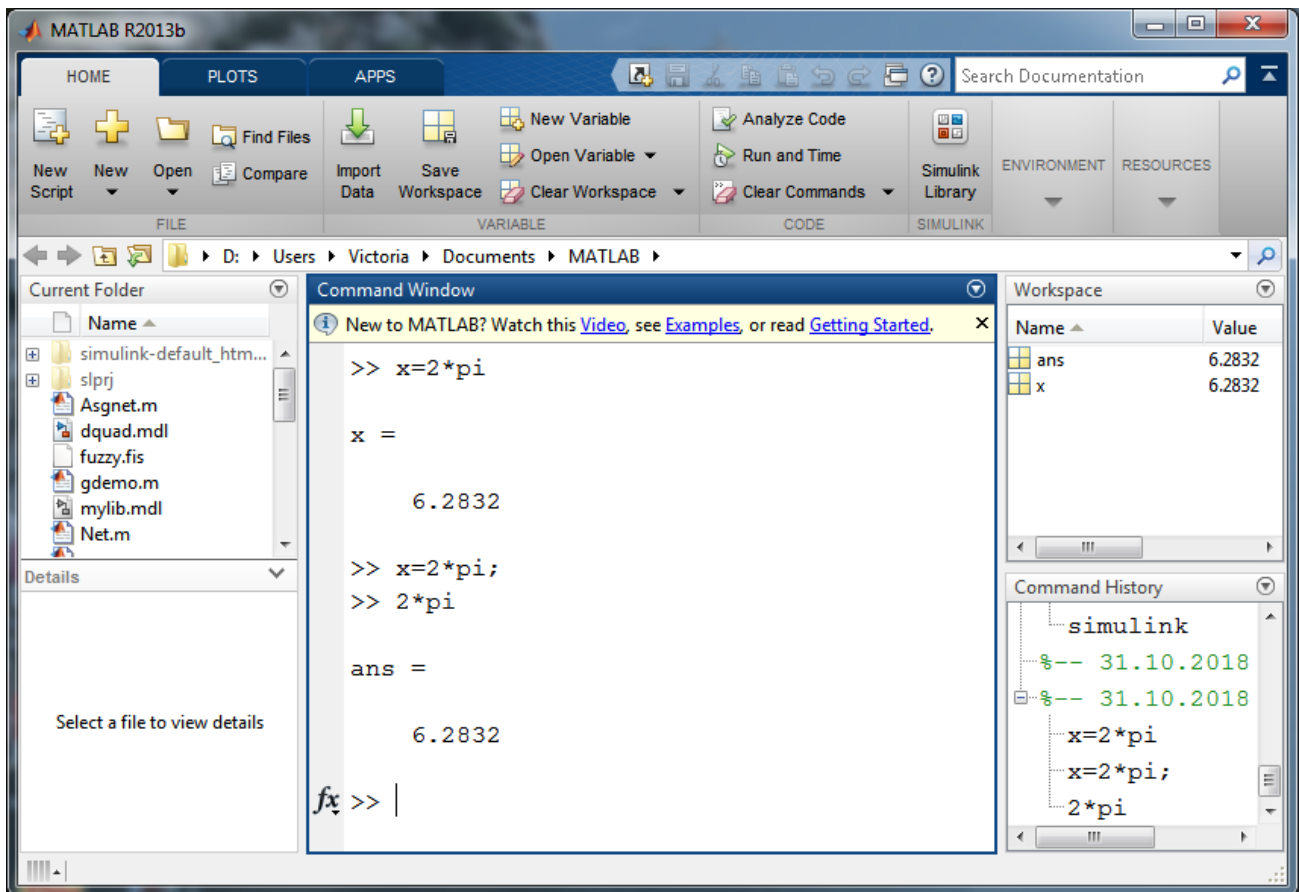 MATLAB R2013b
HOME
PLOTS
APPS
Search Documentation
New Script
New
Open
Find Files
Compare
FILE
Import Data
Save Workspace
New Variable
Open Variable
Clear Workspace
VARIABLE
Analyze Code
Run and Time
Clear Commands
CODE
Simulink Library
SIMULINK
ENVIRONMENT
RESOURCES
D: Users Victoria Documents MATLAB
Current Folder
Name
simulink-default_htm...
slprj
Asgnet.m
dquad.mdl
fuzzy.fis
gdemo.m
mylib.mdl
Net.m
Details
Select a file to view details
Command Window
New to MATLAB? Watch this Video, see Examples, or read Getting Started.
>> x=2*pi
x =
6.2832
>> x=2*pi;
>> 2*pi
ans =
6.2832
fx >>
Workspace
Name Value
ans 6.2832
x 6.2832
Command History
simulink
%-- 31.10.2018
%-- 31.10.2018
x=2*pi
x=2*pi;
2*pi